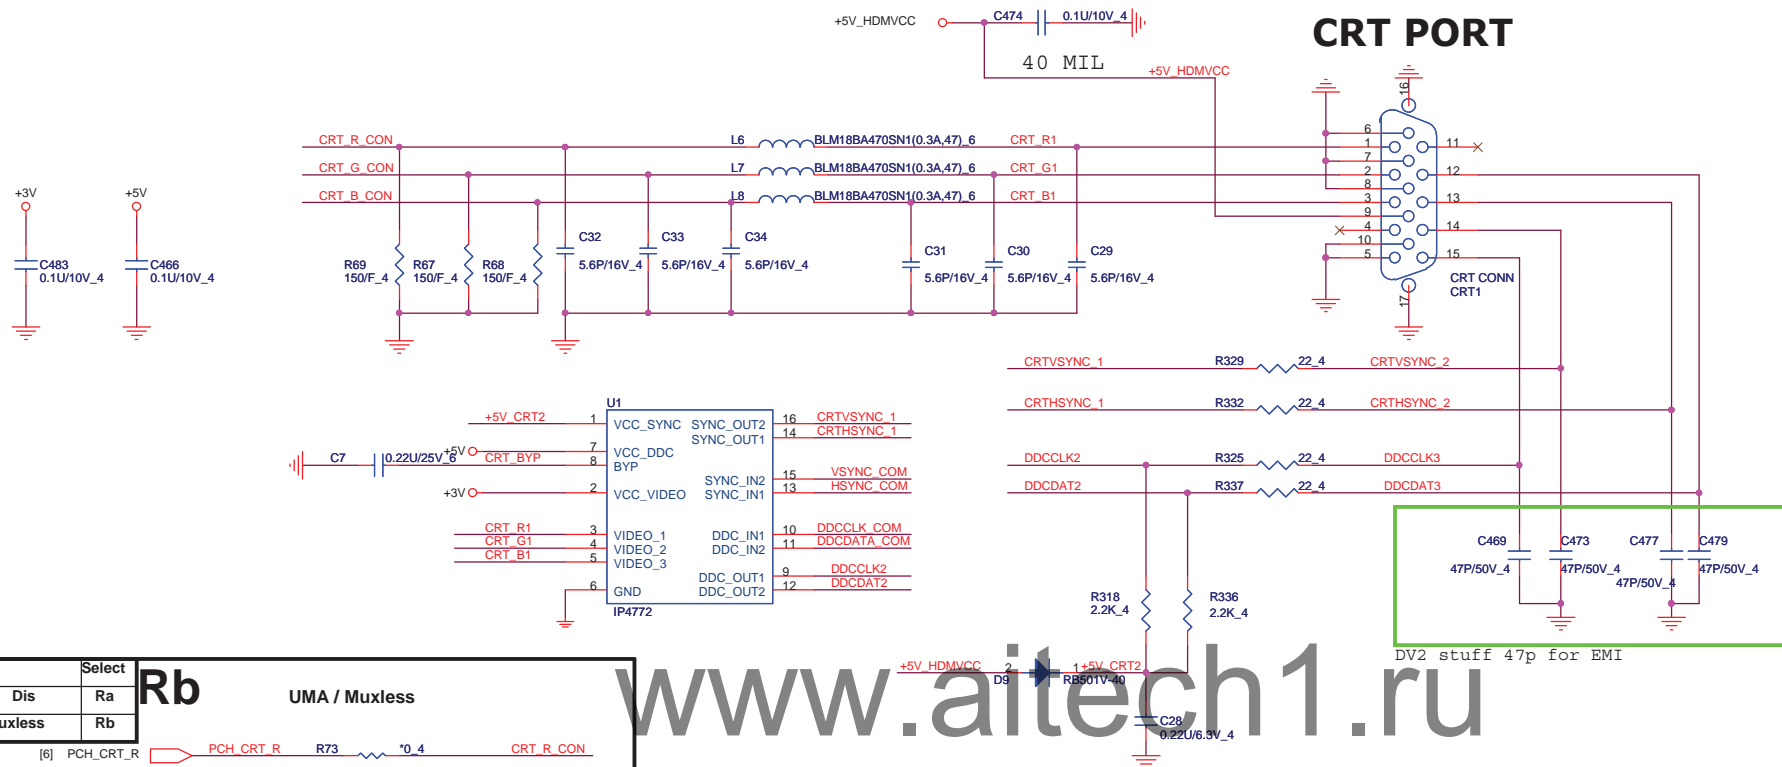 +5V_HDMVCC
C474
0.1U/10V_4
CRT PORT
40 MIL
+5V_HDMVCC
16
CRT_R_CON
L6
BLM18BA470SN1(0.3A,47)_6
CRT_R1
CRT_G_CON
L7
BLM18BA470SN1(0.3A,47)_6
CRT_G1
CRT_B_CON
L8
BLM18BA470SN1(0.3A,47)_6
CRT_B1
6
1
7
2
8
3
9
4
10
5
11
12
13
14
15
17
CRT CONN
CRT1
+3V
+5V
C483
0.1U/10V_4
C466
0.1U/10V_4
R69
150/F_4
R67
150/F_4
R68
150/F_4
C32
5.6P/16V_4
C33
5.6P/16V_4
C34
5.6P/16V_4
C31
5.6P/16V_4
C30
5.6P/16V_4
C29
5.6P/16V_4
CRTVSYNC_1
R329
22_4
CRTVSYNC_2
CRTHSYNC_1
R332
22_4
CRTHSYNC_2
DDCCLK2
R325
22_4
DDCCLK3
DDCDAT2
R337
22_4
DDCDAT3
U1
+5V_CRT2
1
VCC_SYNC
SYNC_OUT2
16
CRTVSYNC_1
SYNC_OUT1
14
CRTHSYNC_1
+5V
7
VCC_DDC
C7
0.22U/25V_6
CRT_BYP
8
BYP
SYNC_IN2
15
VSYNC_COM
+3V
2
VCC_VIDEO
SYNC_IN1
13
HSYNC_COM
CRT_R1
3
VIDEO_1
DDC_IN1
10
DDCCLK_COM
CRT_G1
4
VIDEO_2
DDC_IN2
11
DDCDATA_COM
CRT_B1
5
VIDEO_3
DDC_OUT1
9
DDCCLK2
6
GND
DDC_OUT2
12
DDCDAT2
IP4772
C469
47P/50V_4
C473
47P/50V_4
C477
47P/50V_4
C479
47P/50V_4
DV2 stuff 47p for EMI
R318
2.2K_4
R336
2.2K_4
+5V_HDMVCC
2
D9
1
+5V_CRT2
RB501V-40
C28
0.22U/6.3V_4
www.aitech1.ru
Select
Dis
Ra
uxless
Rb
Rb
UMA / Muxless
[6]
PCH_CRT_R
PCH_CRT_R
R73
*0_4
CRT_R_CON